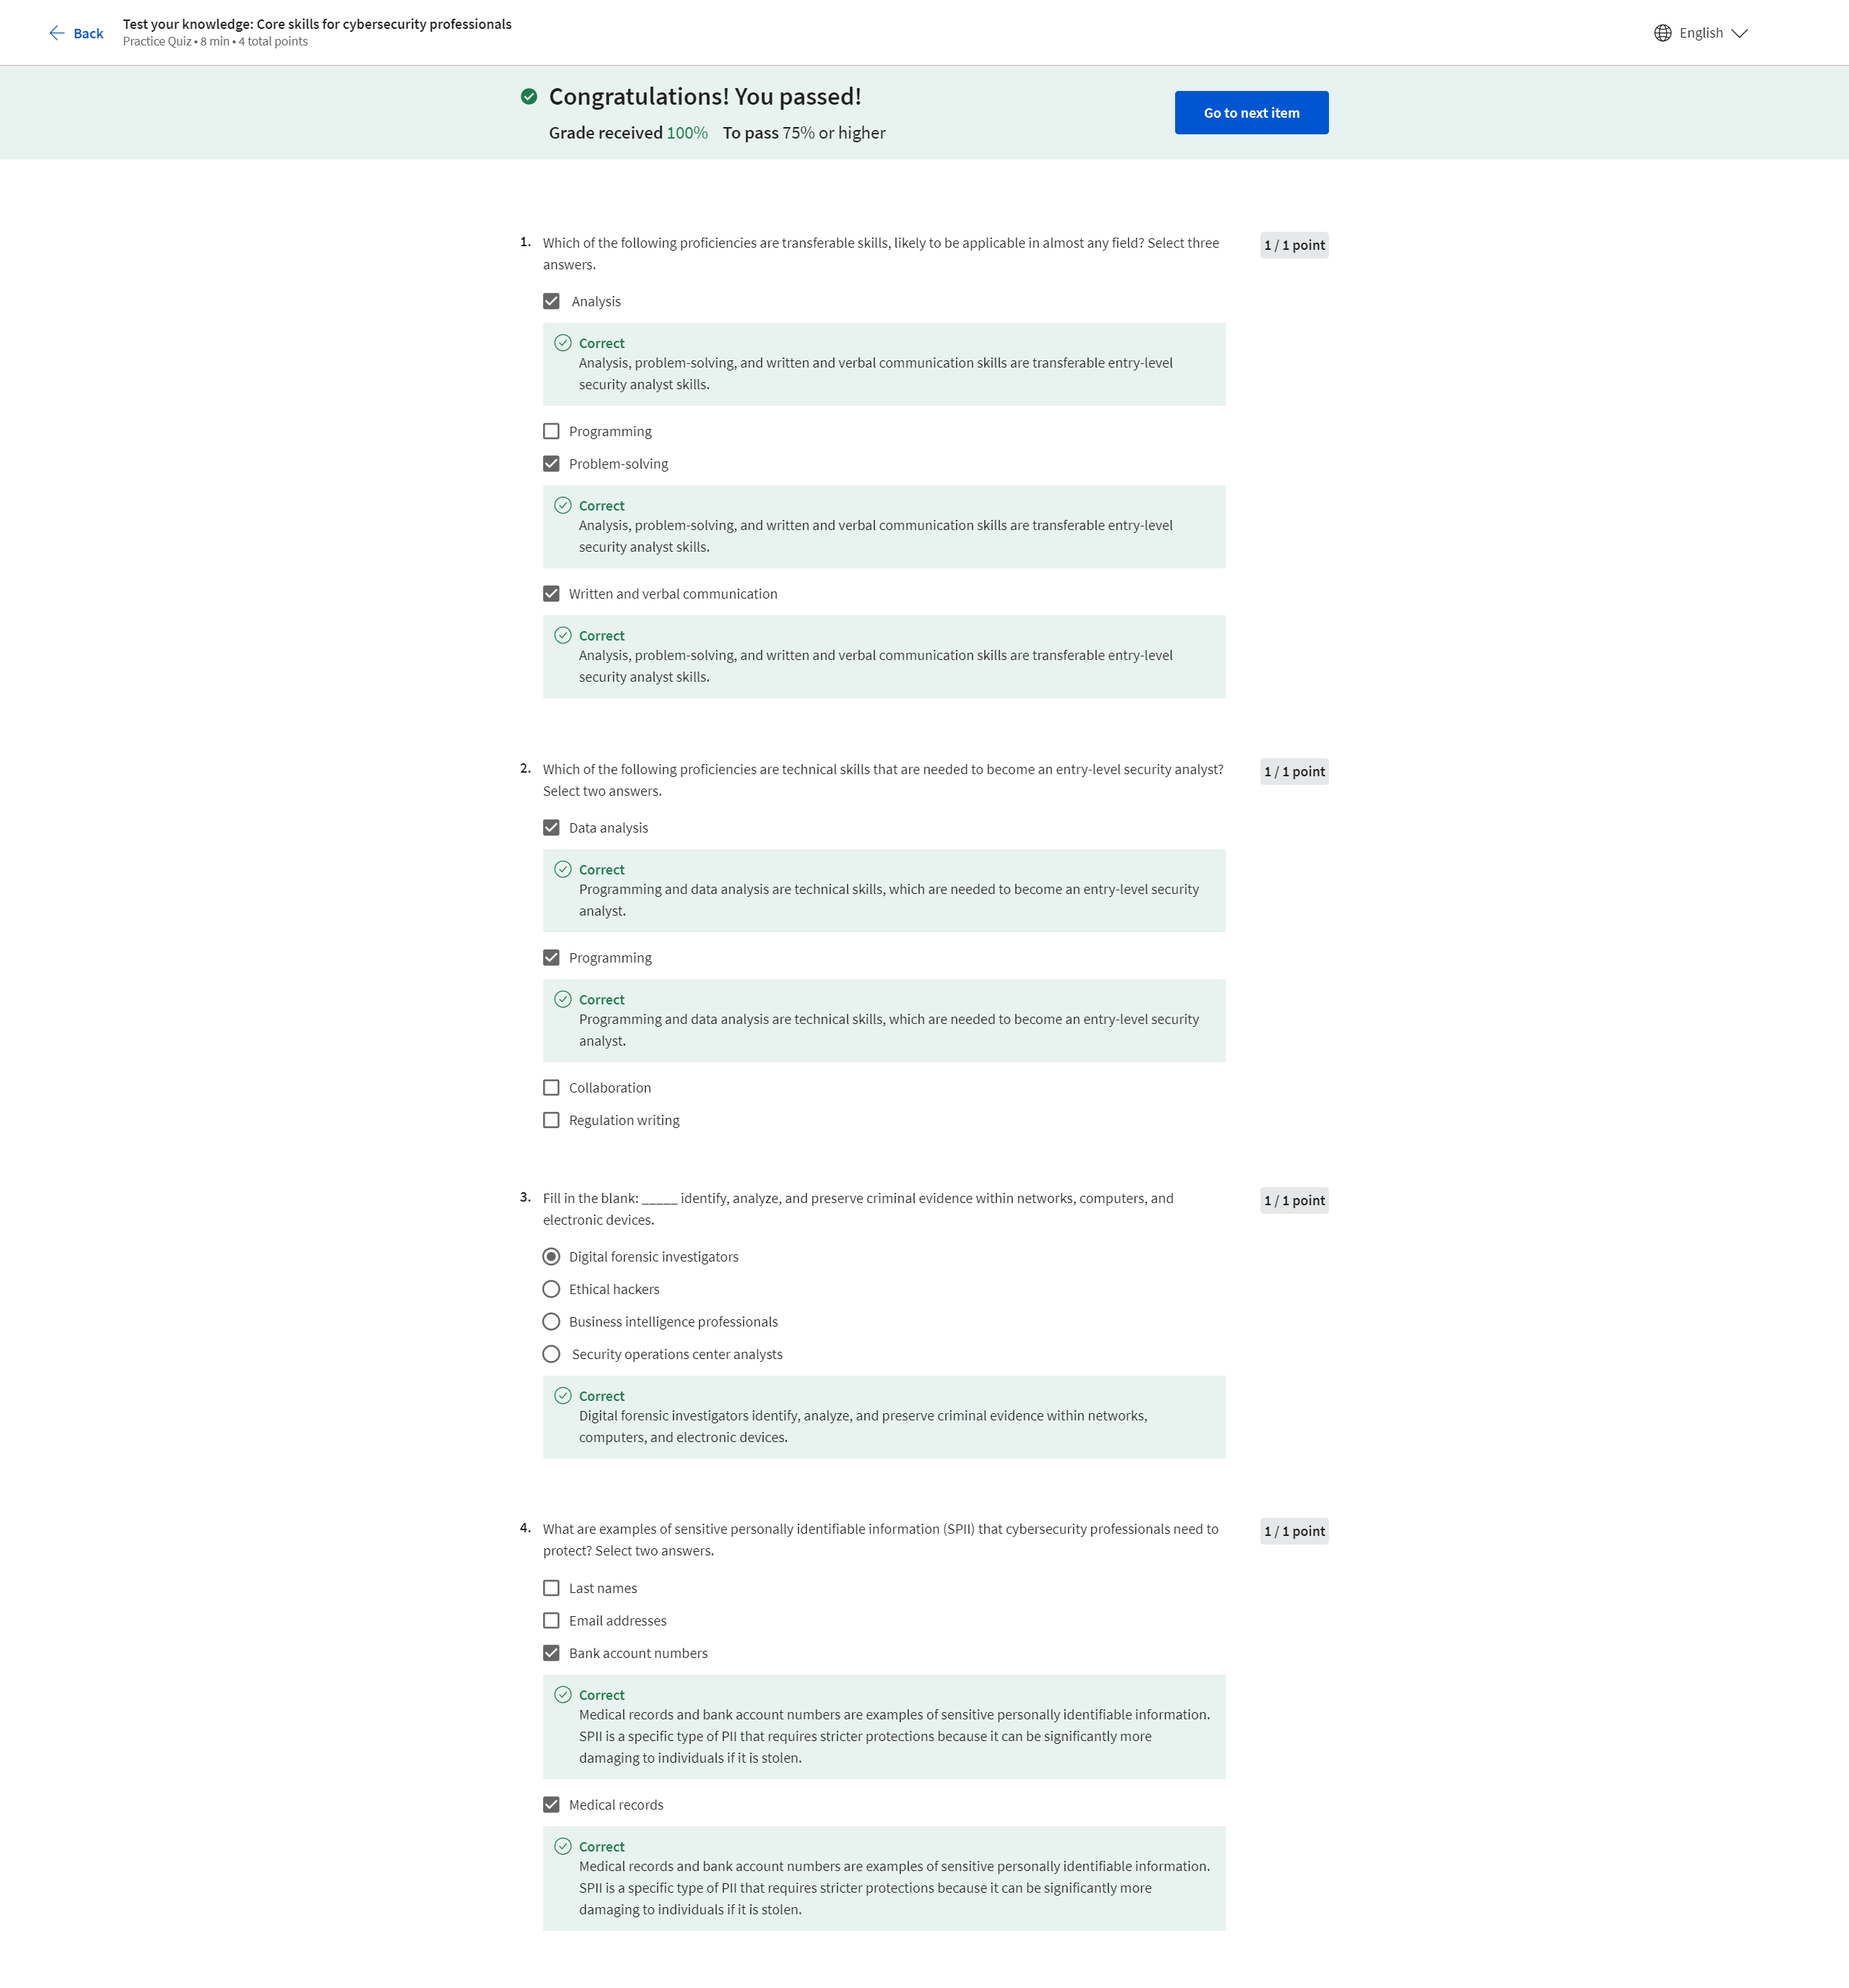 Back
Test your knowledge: Core skills for cybersecurity professionals
Practice Quiz • 8 min • 4 total points
English
Congratulations! You passed!
Grade received 100% To pass 75% or higher
Go to next item
1. Which of the following proficiencies are transferable skills, likely to be applicable in almost any field? Select three
answers.
1 / 1 point
Analysis
Correct
Analysis, problem-solving, and written and verbal communication skills are transferable entry-level
security analyst skills.
Programming
Problem-solving
Correct
Analysis, problem-solving, and written and verbal communication skills are transferable entry-level
security analyst skills.
Written and verbal communication
Correct
Analysis, problem-solving, and written and verbal communication skills are transferable entry-level
security analyst skills.
2. Which of the following proficiencies are technical skills that are needed to become an entry-level security analyst?
Select two answers.
1 / 1 point
Data analysis
Correct
Programming and data analysis are technical skills, which are needed to become an entry-level security
analyst.
Programming
Correct
Programming and data analysis are technical skills, which are needed to become an entry-level security
analyst.
Collaboration
Regulation writing
3. Fill in the blank: _____ identify, analyze, and preserve criminal evidence within networks, computers, and
electronic devices.
1 / 1 point
Digital forensic investigators
Ethical hackers
Business intelligence professionals
Security operations center analysts
Correct
Digital forensic investigators identify, analyze, and preserve criminal evidence within networks,
computers, and electronic devices.
4. What are examples of sensitive personally identifiable information (SPII) that cybersecurity professionals need to
protect? Select two answers.
1 / 1 point
Last names
Email addresses
Bank account numbers
Correct
Medical records and bank account numbers are examples of sensitive personally identifiable information.
SPII is a specific type of PII that requires stricter protections because it can be significantly more
damaging to individuals if it is stolen.
Medical records
Correct
Medical records and bank account numbers are examples of sensitive personally identifiable information.
SPII is a specific type of PII that requires stricter protections because it can be significantly more
damaging to individuals if it is stolen.